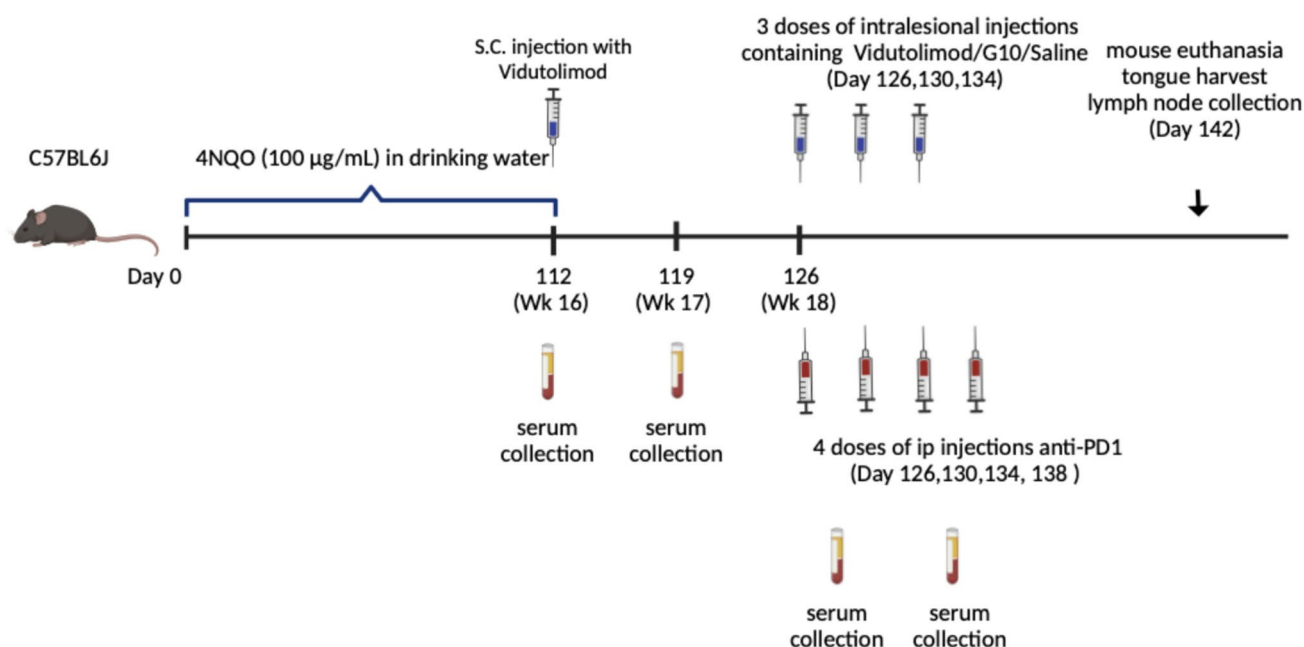 S.C. injection with
Vidutolimod
3 doses of intralesional injections
containing Vidutolimod/G10/Saline
(Day 126,130,134)
mouse euthanasia
tongue harvest
lymph node collection
(Day 142)
C57BL6J
4NQO (100 µg/mL) in drinking water
Day 0
112
(Wk 16)
119
(Wk 17)
126
(Wk 18)
serum
collection
serum
collection
4 doses of ip injections anti-PD1
(Day 126,130,134, 138 )
serum
collection
serum
collection